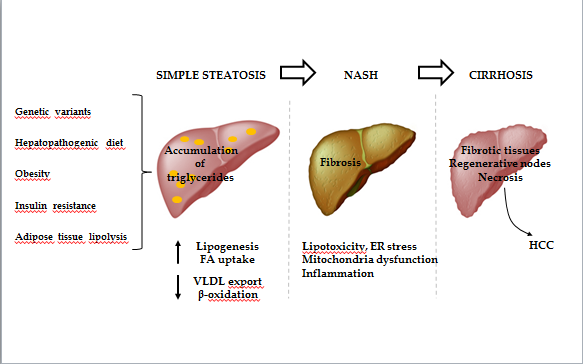 SIMPLE STEATOSIS
NASH
CIRRHOSIS
Genetic variants
Hepatopathogenic diet
Obesity
Insulin resistance
Adipose tissue lipolysis
Accumulation
of
triglycerides
Fibrosis
Fibrotic tissues
Regenerative nodes
Necrosis
HCC
Lipogenesis
FA uptake
VLDL export
β-oxidation
Lipotoxicity, ER stress
Mitochondria dysfunction
Inflammation